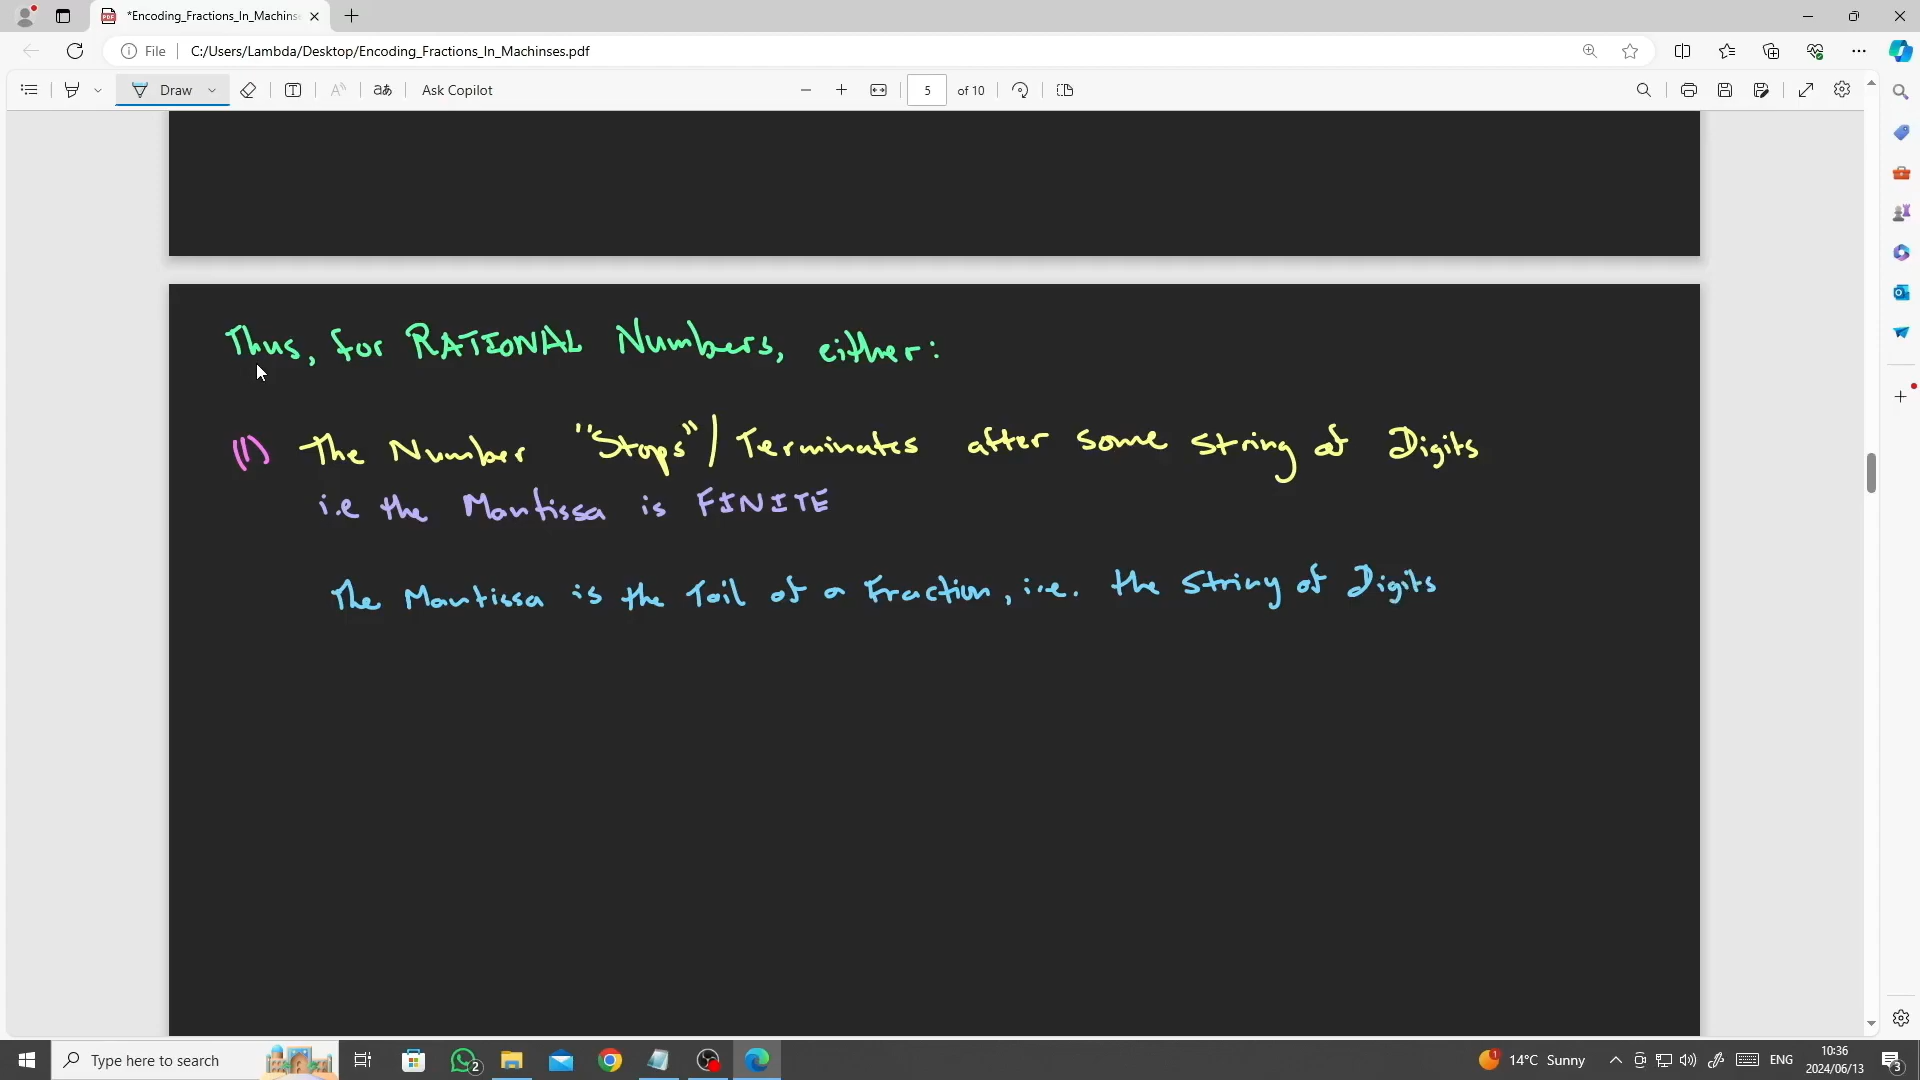 *Encoding_Fractions_In_Machins
File
C:/Users/Lambda/Desktop/Encoding_Fractions_In_Machinses.pdf
Draw
Ask Copilot
5 of 10
Thus, for RATIONAL Numbers, either:
(1) The Number "Stops"/Terminates after some String of Digits
i.e the Mantissa is FINITE
The Mantissa is the Tail of a Fraction, i.e. the String of Digits
Type here to search
2
14°C Sunny
ENG
10:36
2024/06/13
3